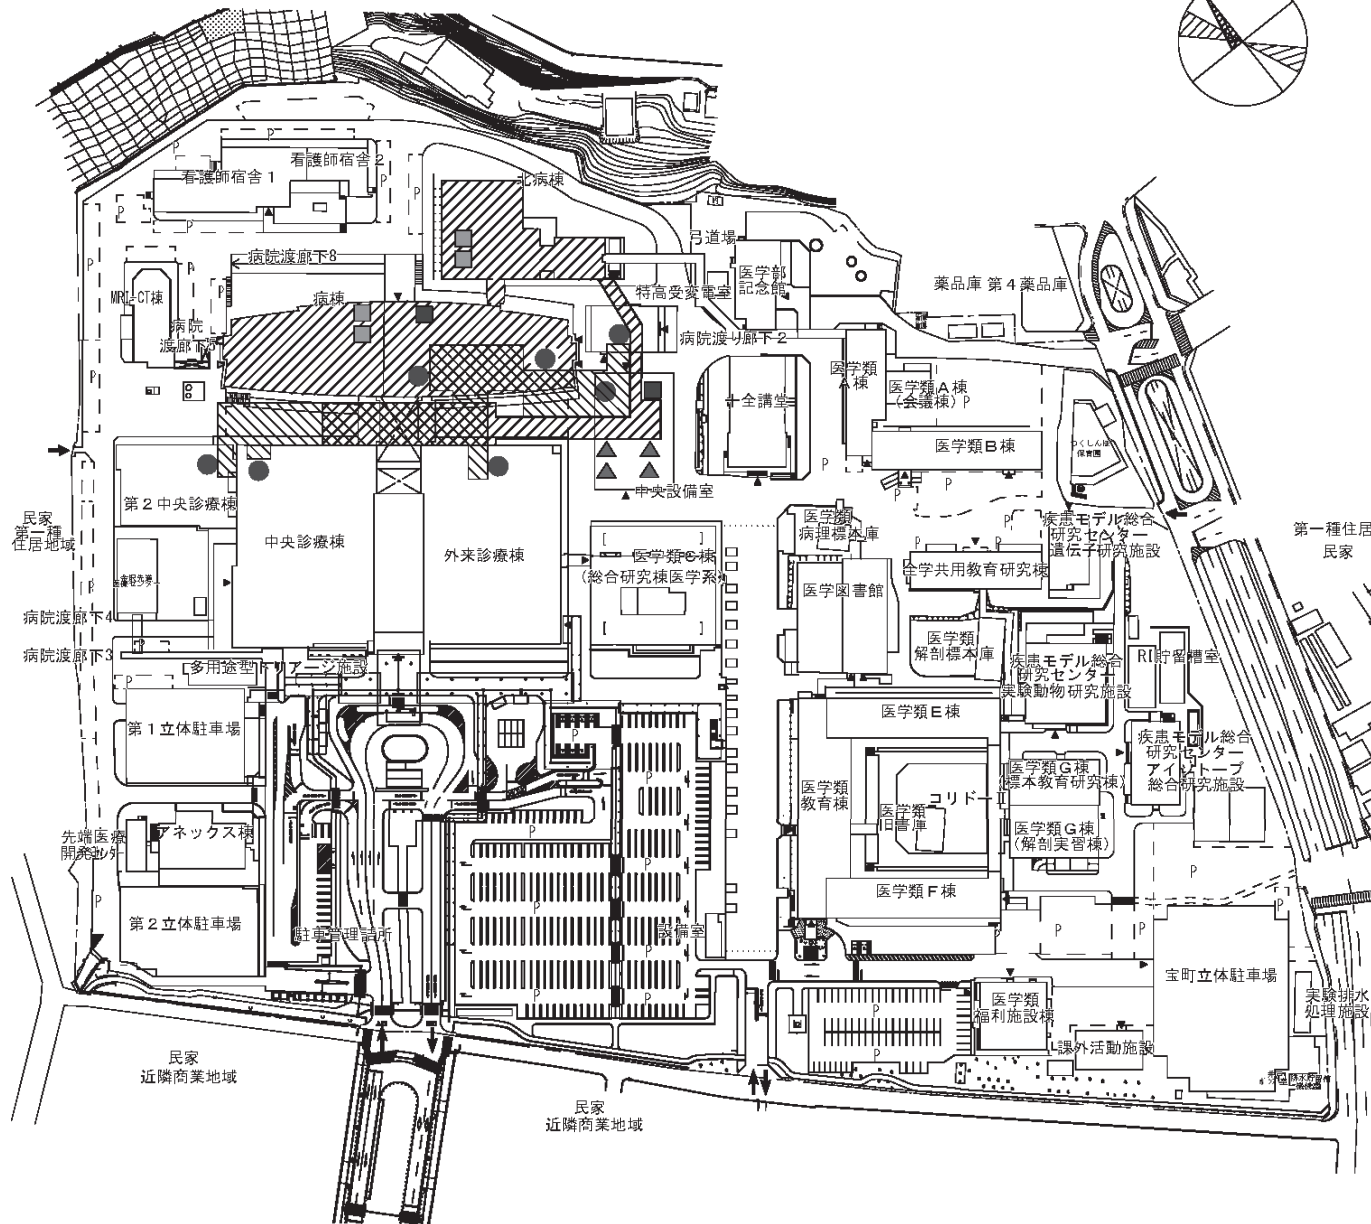 P
看護師宿舎2
P
看護師宿舎1
P
P
P
P
P
北病棟
弓道場
病院渡廊下8
医学部
記念館
薬品庫 第4薬品庫
P
MRI-CT棟
P
P
病棟
特高受変電室
病院
渡廊下5
病院渡り廊下2
医学類
A棟
医学類A棟
(会議棟)P
P
十全講堂
医学類B棟
つくしんぼ
保育園
P
P
P
第2中央診療棟
中央設備室
民家
第一種
住居地域
医学類
病理標本庫
P
疾患モデル総合
研究センター
遺伝子研究施設
第一種住居
民家
中央診療棟
外来診療棟
医学類G棟
(総合研究棟医学系)
医学図書館
全学共用教育研究棟
P
病院渡廊下4
病院渡廊下3
医学類
解剖標本庫
疾患モデル総合
研究センター
実験動物研究施設
RI貯留槽室
多用途型トリアージ施設
P
第1立体駐車場
P
医学類E棟
疾患モデル総合
研究センター
アイソトープ
総合研究施設
P
医学類
教育棟
医学類
旧書庫
コリドーⅡ
医学類G棟
(標本教育研究棟)
先端医療
開発センター
アネックス棟
P
医学類G棟
(解剖実習棟)
P
P
医学類F棟
P
P
第2立体駐車場
駐車管理詰所
P
設備室
P
P
P
P
宝町立体駐車場
P
P
医学類
福利施設棟
実験排水
処理施設
P
課外活動施設
民家
近隣商業地域
民家
近隣商業地域